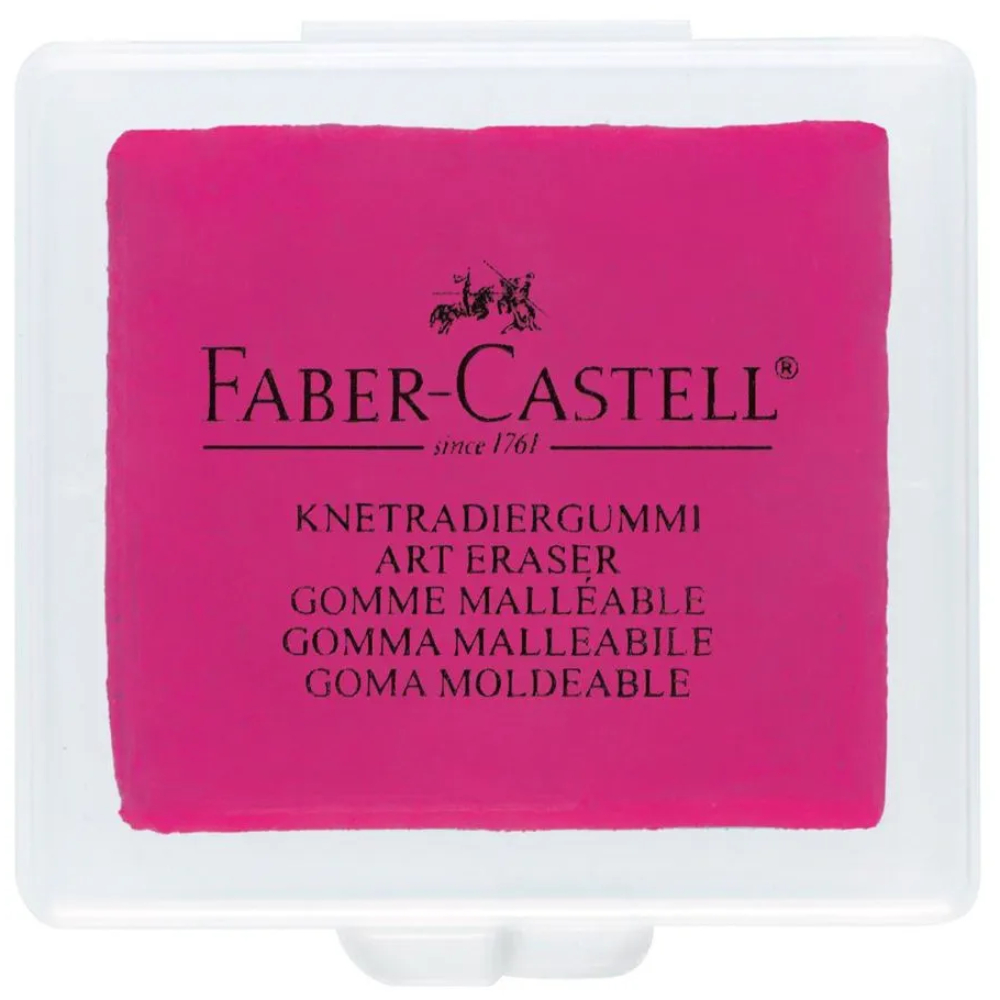 FABER-CASTELL®
since 1761
KNETRADIERGUMMI
ART ERASER
GOMME MALLÉABLE
GOMMA MALLEABILE
GOMA MOLDEABLE